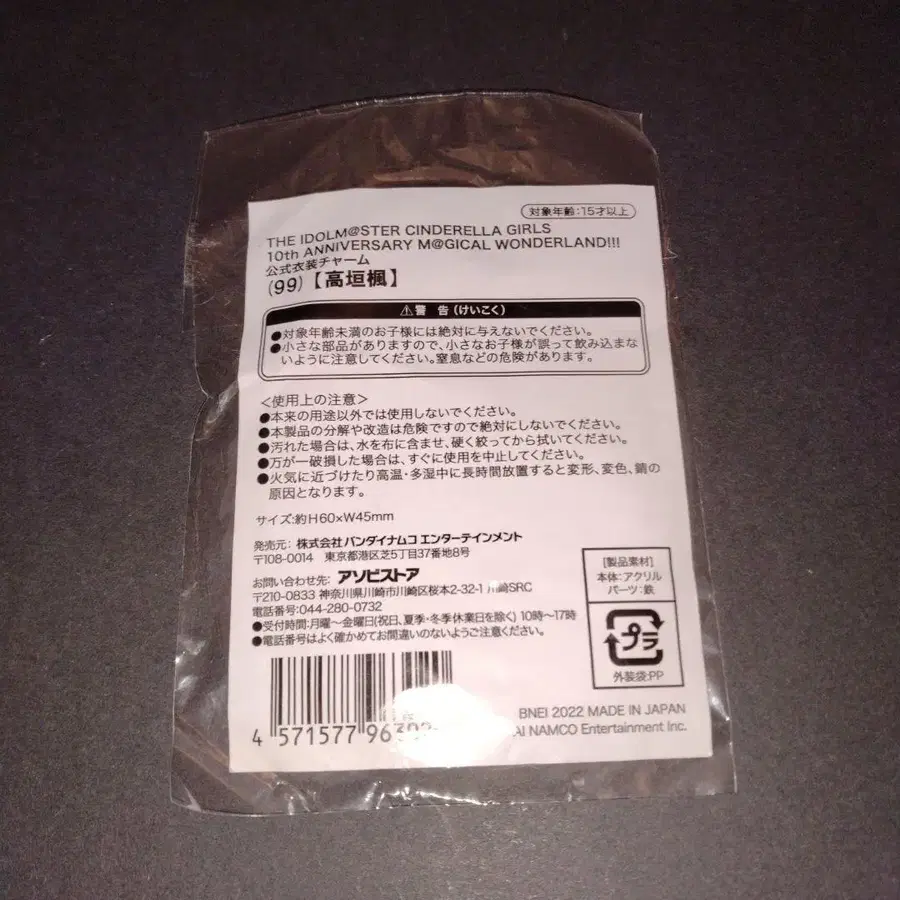 対象年齢:15才以上
THE IDOLM@STER CINDERELLA GIRLS
10th ANNIVERSARY M@GICAL WONDERLAND!!!
公式衣装チャーム
(99)【高垣楓】
⚠警 告(けいこく)
●対象年齢未満のお子様には絶対に与えないでください。
●小さな部品がありますので、小さなお子様が誤って飲み込まな
いように注意してください。窒息などの危険があります。
<使用上の注意>
●本来の用途以外では使用しないでください。
●本製品の分解や改造は危険ですので絶対にしないでください。
●汚れた場合は、水を布に含ませ、硬く絞ってから拭いてください。
●万が一破損した場合は、すぐに使用を中止してください。
●火気に近づけたり高温・多湿中に長時間放置すると変形、変色、錆の
原因となります。
サイズ:約H60×W45mm
発売元: 株式会社バンダイナムコエンターテインメント
〒108-0014 東京都港区芝5丁目37番地8号
お問い合わせ先: アソビストア
〒210-0833 神奈川県川崎市川崎区桜本2-32-1 川崎SRC
電話番号:044-280-0732
●受付時間:月曜〜金曜日(祝日、夏季・冬季休業日を除く) 10時〜17時
●電話番号はよく確かめてお間違いのないようご注意ください。
[製品素材]
本体:アクリル
パーツ:鉄
プラ
外装袋:PP
4 571577 96
BNEI 2022 MADE IN JAPAN
NAMCO Entertainment Inc.